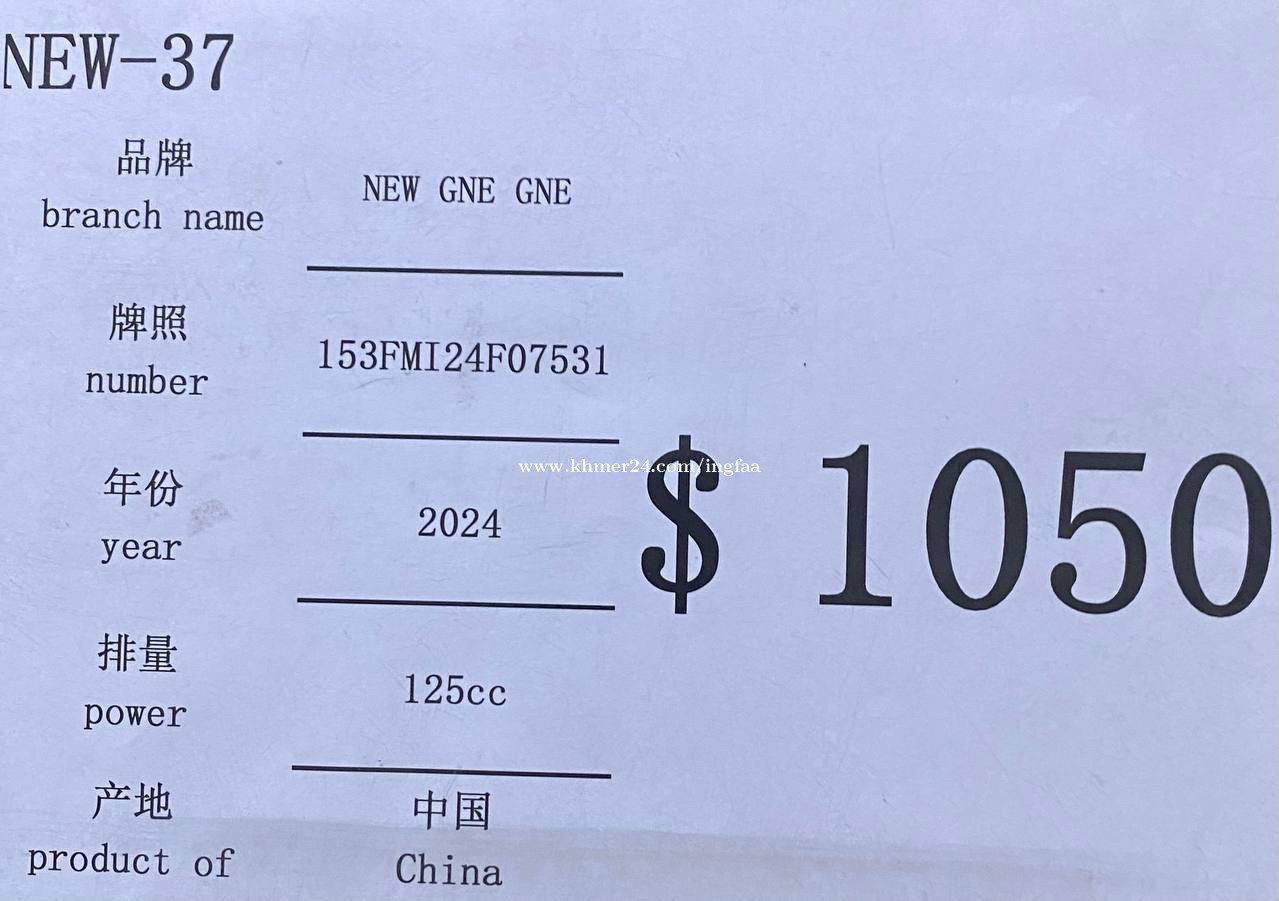 NEW-37
品牌
branch name
NEW GNE GNE
牌照
number
153FMI24F07531
年份
year
2024
www.khmer24.com/ingfaa
$ 1050
排量
power
125cc
产地
product of
中国
China